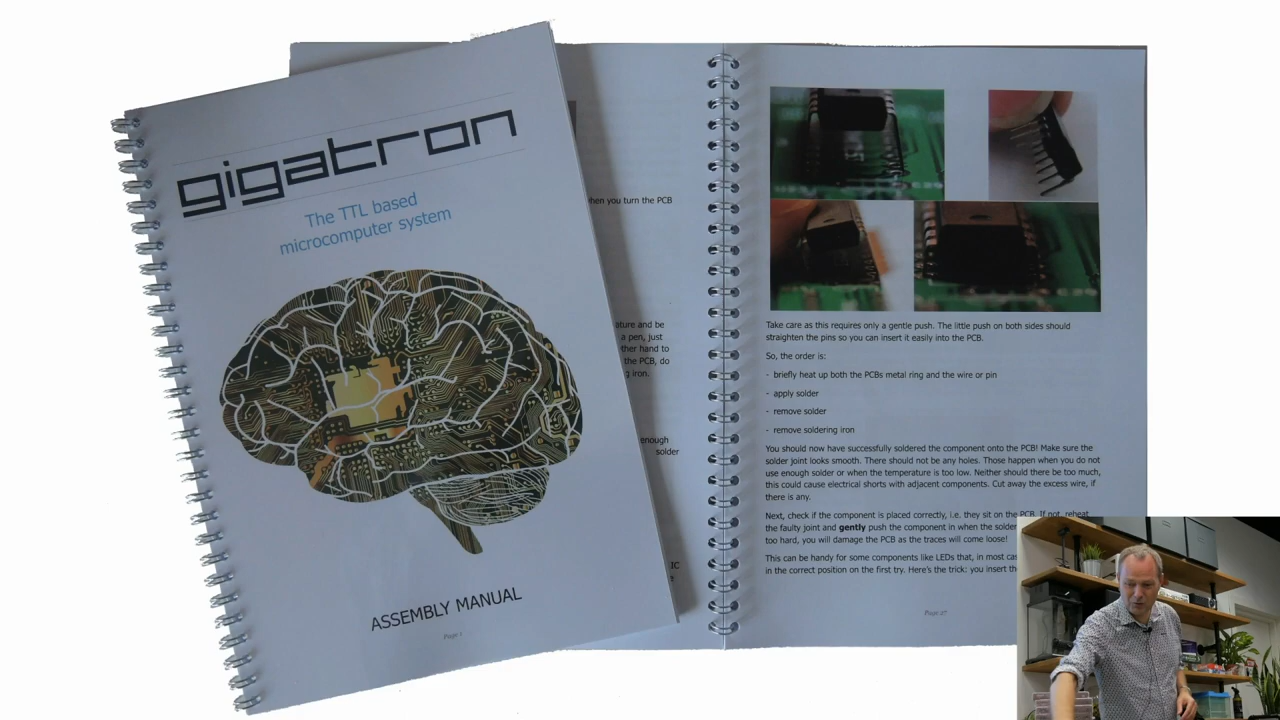 gigatron
The TTL based
microcomputer system
ASSEMBLY MANUAL
Page 1
when you turn the PCB
ature and be
a pen, just
ther hand to
the PCB, do
g iron.
enough
solder
IC
Take care as this requires only a gentle push. The little push on both sides should
straighten the pins so you can insert it easily into the PCB.
So, the order is:
- briefly heat up both the PCBs metal ring and the wire or pin
- apply solder
- remove solder
- remove soldering iron
You should now have successfully soldered the component onto the PCB! Make sure the
solder joint looks smooth. There should not be any holes. Those happen when you do not
use enough solder or when the temperature is too low. Neither should there be too much,
this could cause electrical shorts with adjacent components. Cut away the excess wire, if
there is any.
Next, check if the component is placed correctly, i.e. they sit on the PCB. If not, reheat
the faulty joint and gently push the component in when the solder
too hard, you will damage the PCB as the traces will come loose!
This can be handy for some components like LEDs that, in most cas
in the correct position on the first try. Here's the trick: you insert the
Page 27